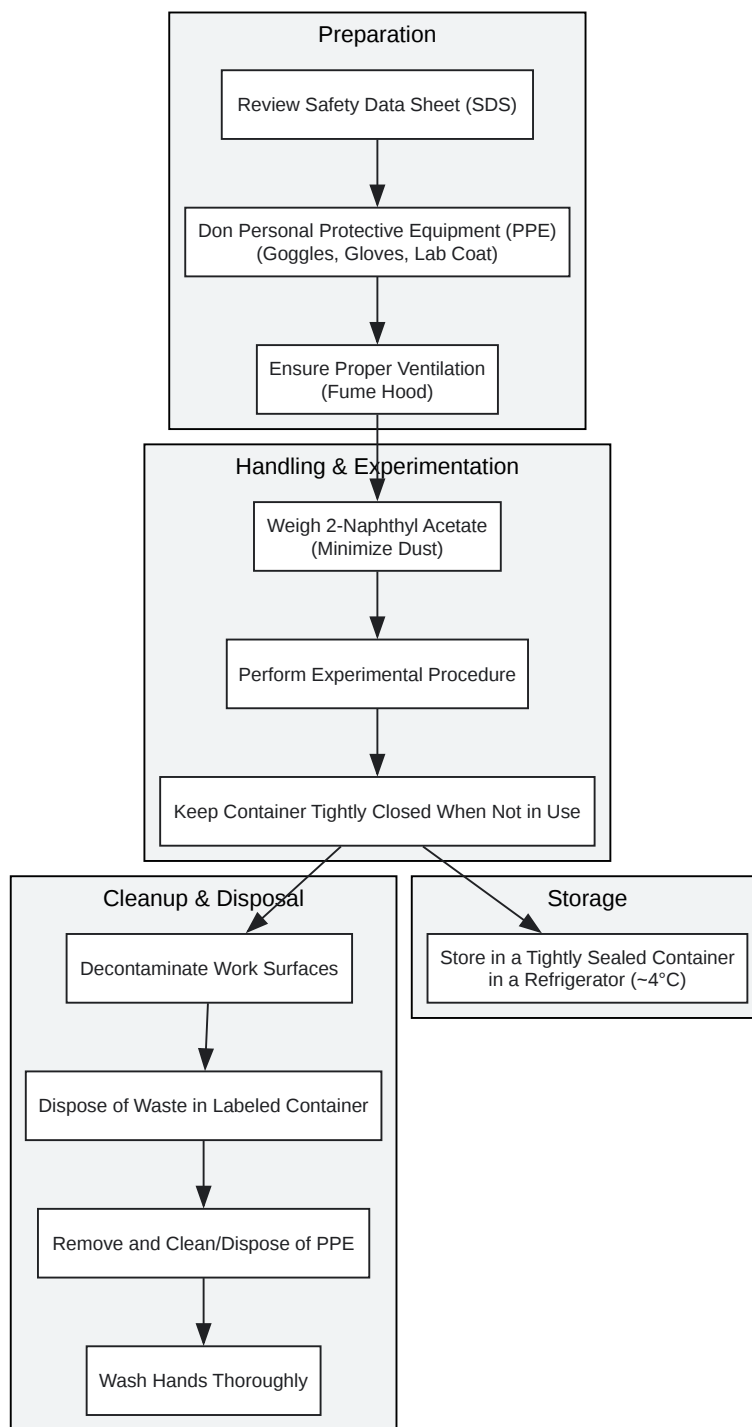 Preparation
Review Safety Data Sheet (SDS)
Don Personal Protective Equipment (PPE)
(Goggles, Gloves, Lab Coat)
Ensure Proper Ventilation
(Fume Hood)
Handling & Experimentation
Weigh 2-Naphthyl Acetate
(Minimize Dust)
Perform Experimental Procedure
Keep Container Tightly Closed When Not in Use
Cleanup & Disposal
Decontaminate Work Surfaces
Dispose of Waste in Labeled Container
Remove and Clean/Dispose of PPE
Wash Hands Thoroughly
Storage
Store in a Tightly Sealed Container
in a Refrigerator (~4°C)